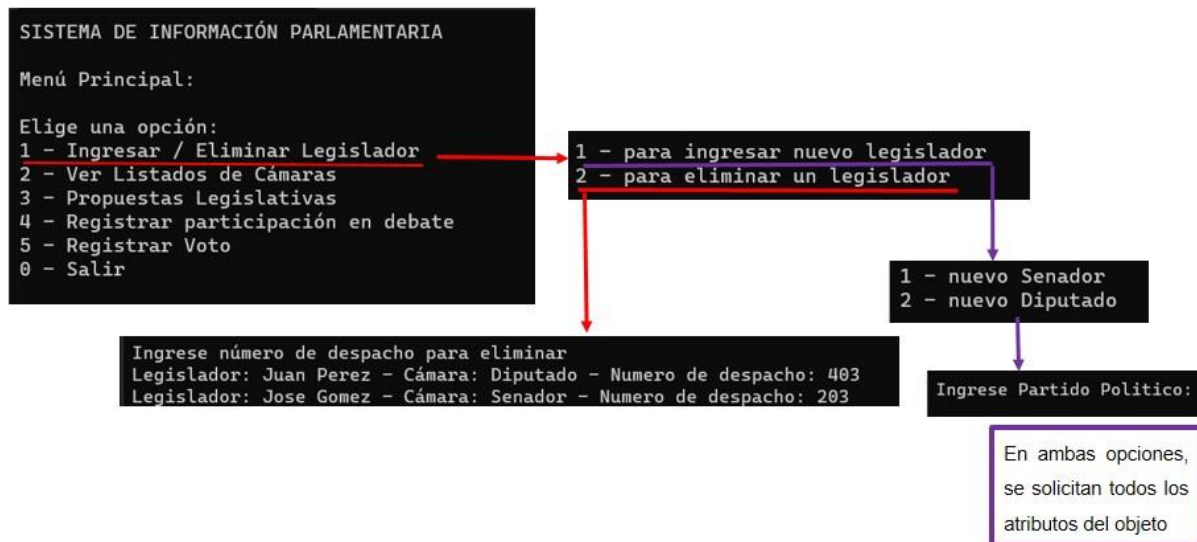 SISTEMA DE INFORMACIÓN PARLAMENTARIA
Menú Principal:
Elige una opción:
1 - Ingresar / Eliminar Legislador
2 - Ver Listados de Cámaras
3 - Propuestas Legislativas
4 - Registrar participación en debate
5 - Registrar Voto
0 - Salir
1 - para ingresar nuevo legislador
2 - para eliminar un legislador
1 - nuevo Senador
2 - nuevo Diputado
Ingrese número de despacho para eliminar
Legislador: Juan Perez - Cámara: Diputado - Numero de despacho: 403
Legislador: Jose Gomez - Cámara: Senador - Numero de despacho: 203
Ingrese Partido Politico:
En ambas opciones,
se solicitan todos los
atributos del objeto